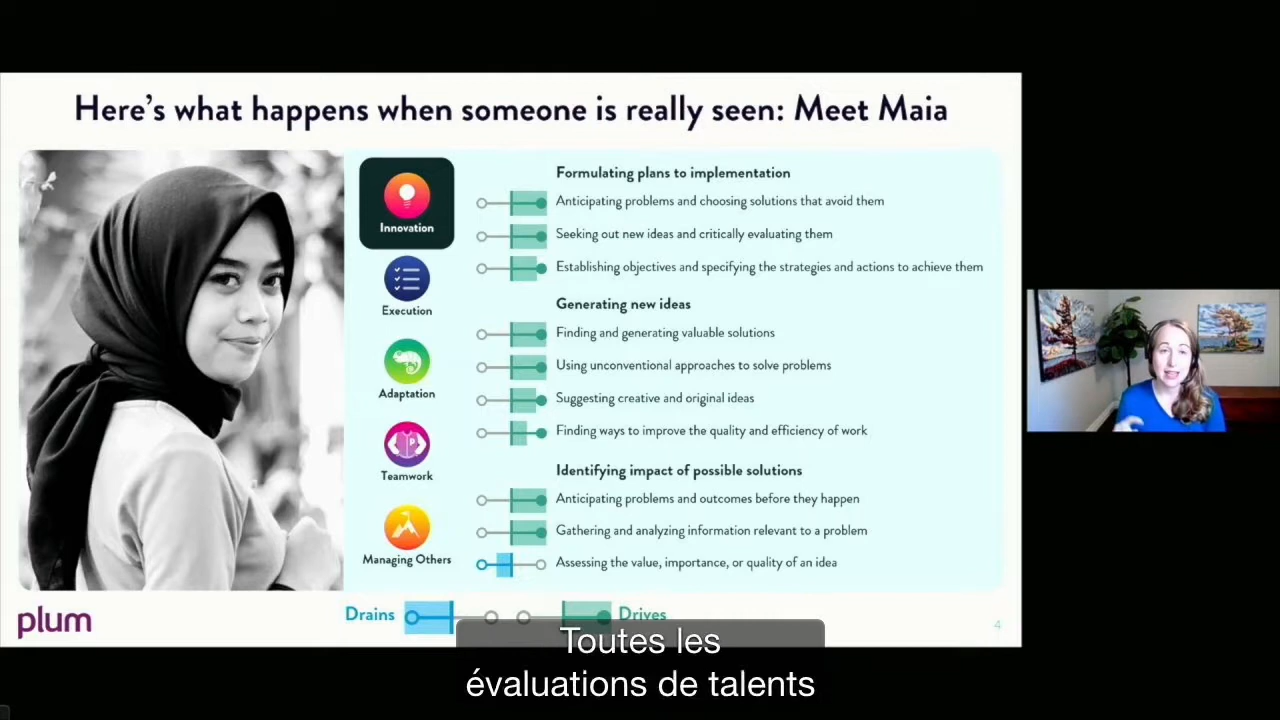 Here's what happens when someone is really seen: Meet Maia
Innovation
Execution
Adaptation
Teamwork
Managing Others
Formulating plans to implementation
Anticipating problems and choosing solutions that avoid them
Seeking out new ideas and critically evaluating them
Establishing objectives and specifying the strategies and actions to achieve them
Generating new ideas
Finding and generating valuable solutions
Using unconventional approaches to solve problems
Suggesting creative and original ideas
Finding ways to improve the quality and efficiency of work
Identifying impact of possible solutions
Anticipating problems and outcomes before they happen
Gathering and analyzing information relevant to a problem
Assessing the value, importance, or quality of an idea
plum
Drains
Drives
4
Toutes les
évaluations de talents